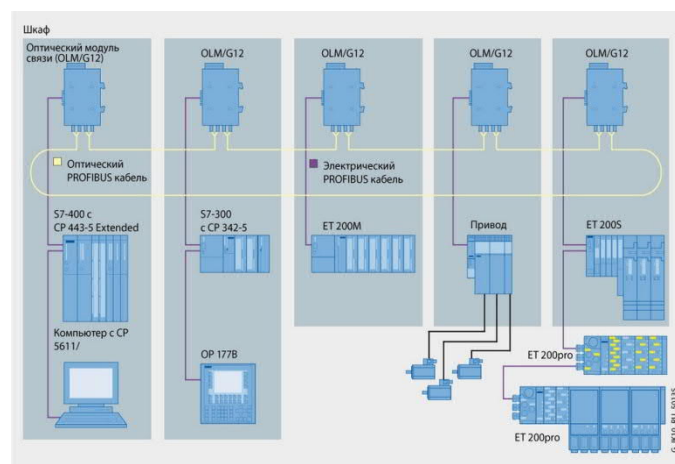 Шкаф
Оптический модуль
связи (OLM/G12)
OLM/G12
OLM/G12
OLM/G12
OLM/G12
Оптический
PROFIBUS кабель
Электрический
PROFIBUS кабель
S7-400 с
CP 443-5 Extended
S7-300
с CP 342-5
ET 200M
Привод
ET 200S
Компьютер с CP
5611/
OP 177B
ET 200pro
ET 200pro